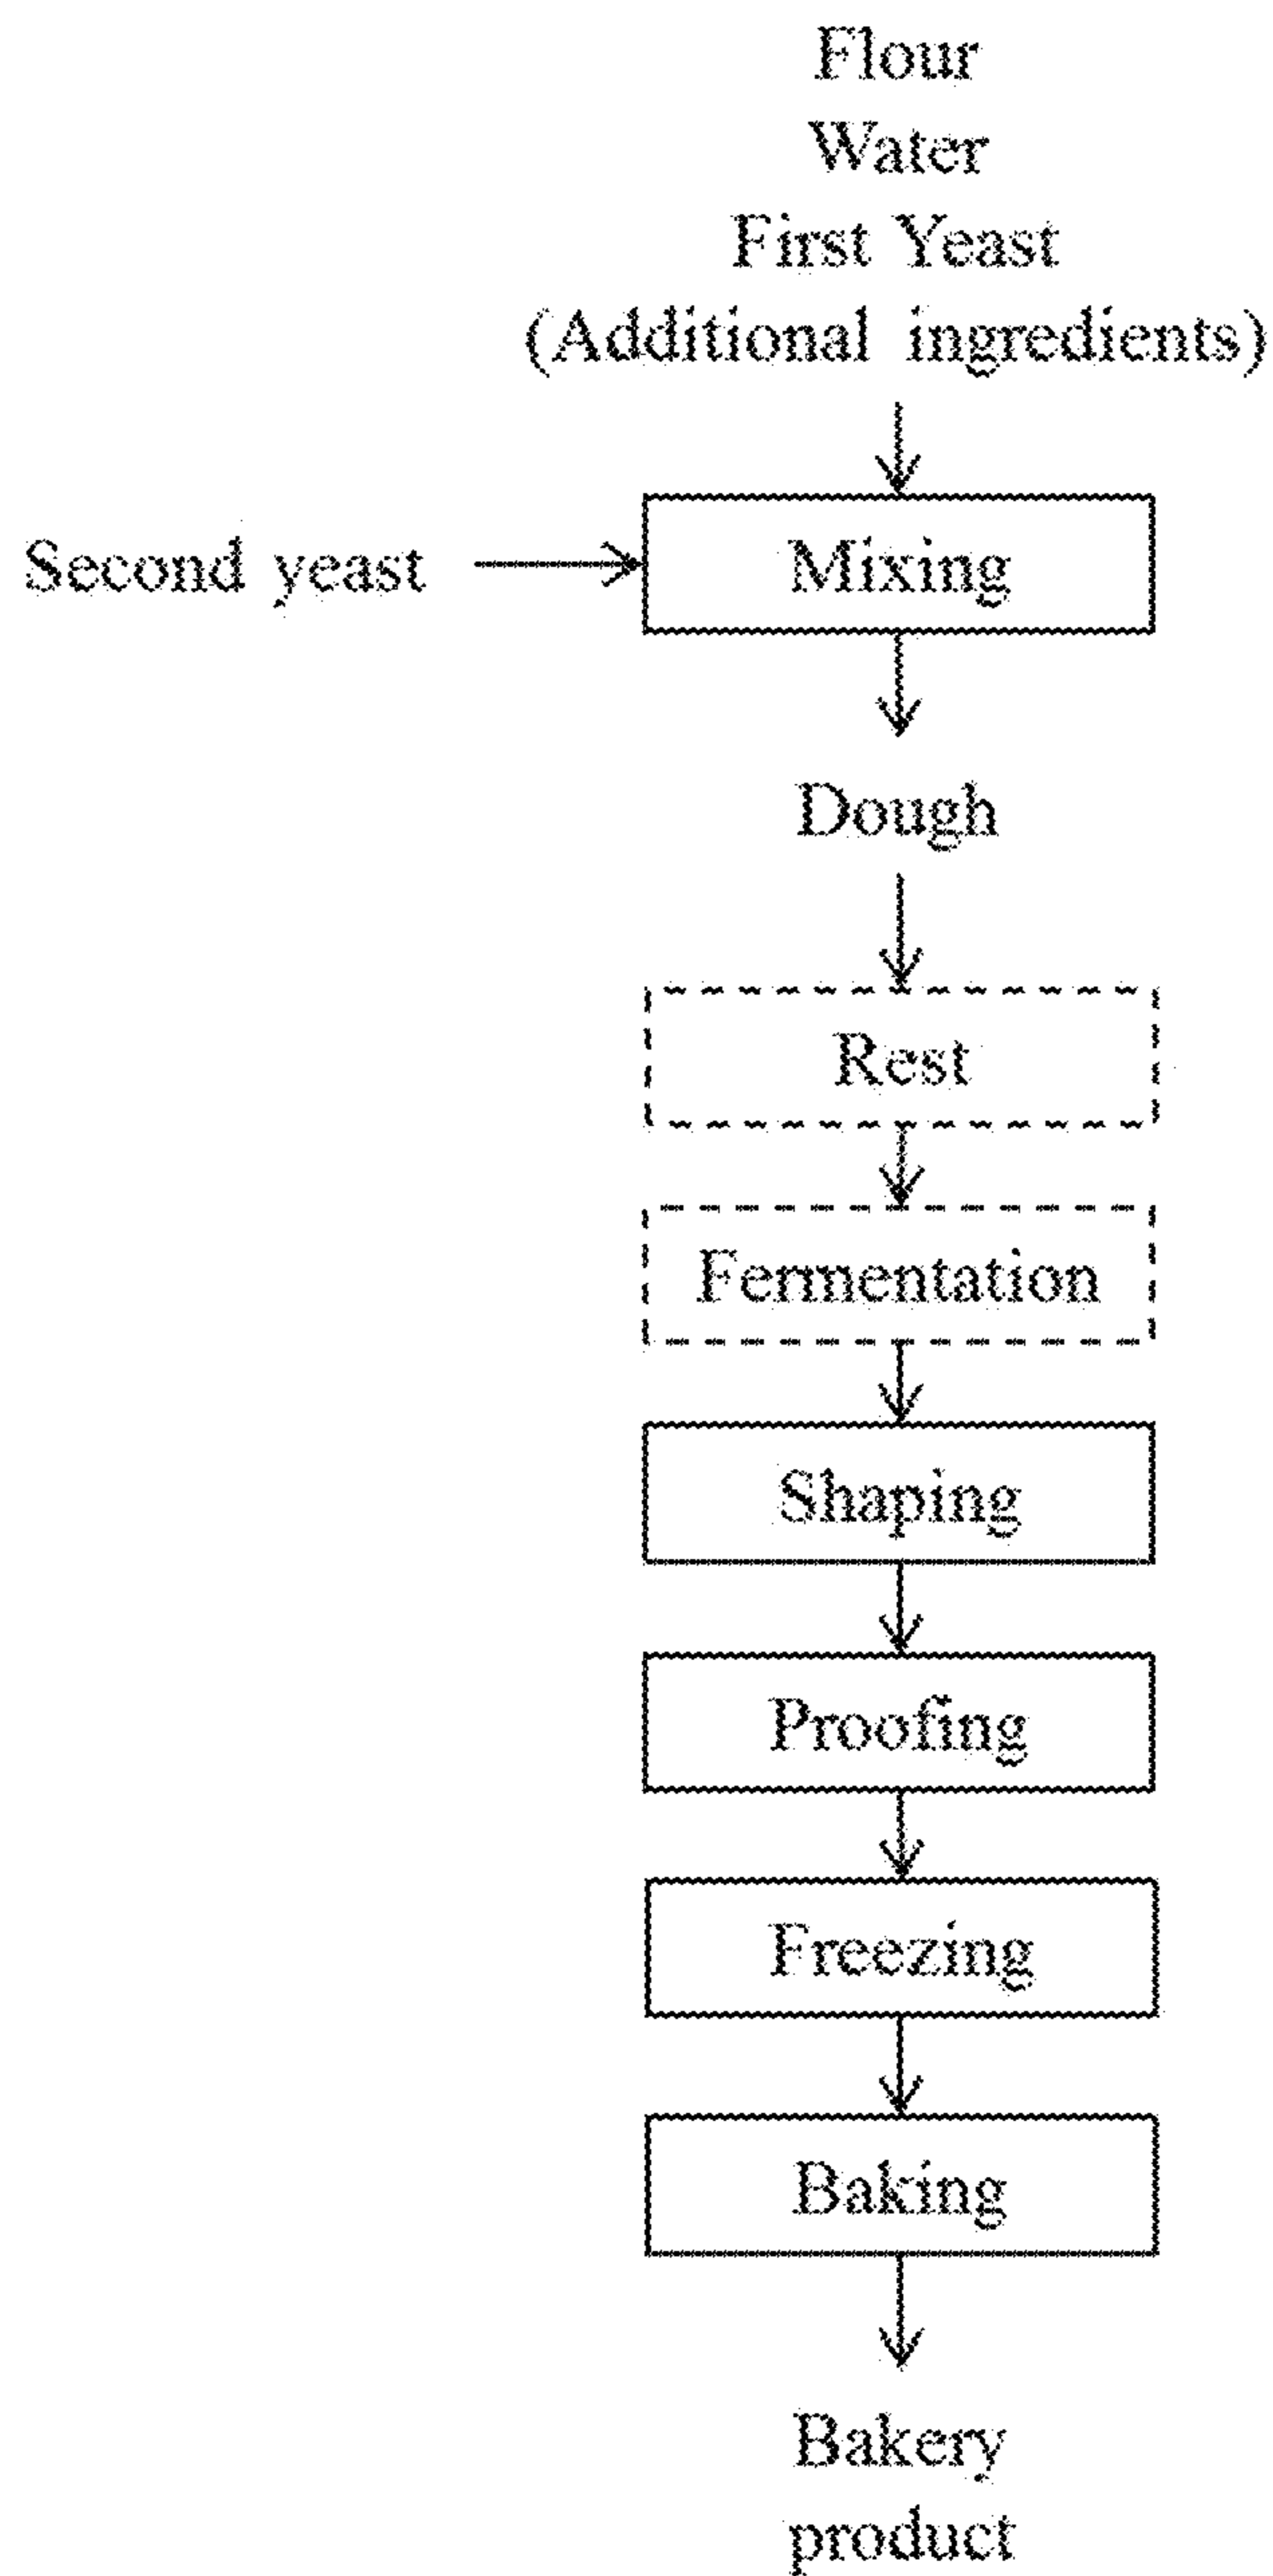 Flour
Water
First Yeast
(Additional ingredients)
Second yeast
Mixing
Dough
Rest
Fermentation
Shaping
Proofing
Freezing
Baking
Bakery
product